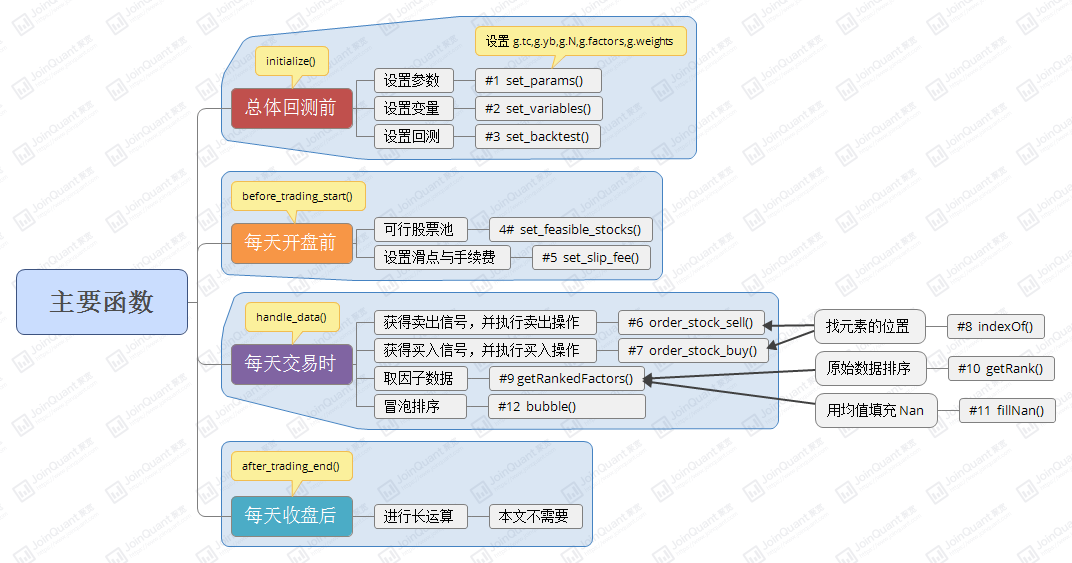 主要函数
initialize()
总体回测前
设置 g.tc,g.yb,g.N,g.factors,g.weights
设置参数
#1 set_params()
设置变量
#2 set_variables()
设置回测
#3 set_backtest()
before_trading_start()
每天开盘前
可行股票池
4# set_feasible_stocks()
设置滑点与手续费
#5 set_slip_fee()
handle_data()
每天交易时
获得卖出信号，并执行卖出操作
#6 order_stock_sell()
获得买入信号，并执行买入操作
#7 order_stock_buy()
取因子数据
#9 getRankedFactors()
冒泡排序
#12 bubble()
找元素的位置
#8 indexOf()
原始数据排序
#10 getRank()
用均值填充 Nan
#11 fillNan()
after_trading_end()
每天收盘后
进行长运算
本文不需要
JoinQuant 聚宽